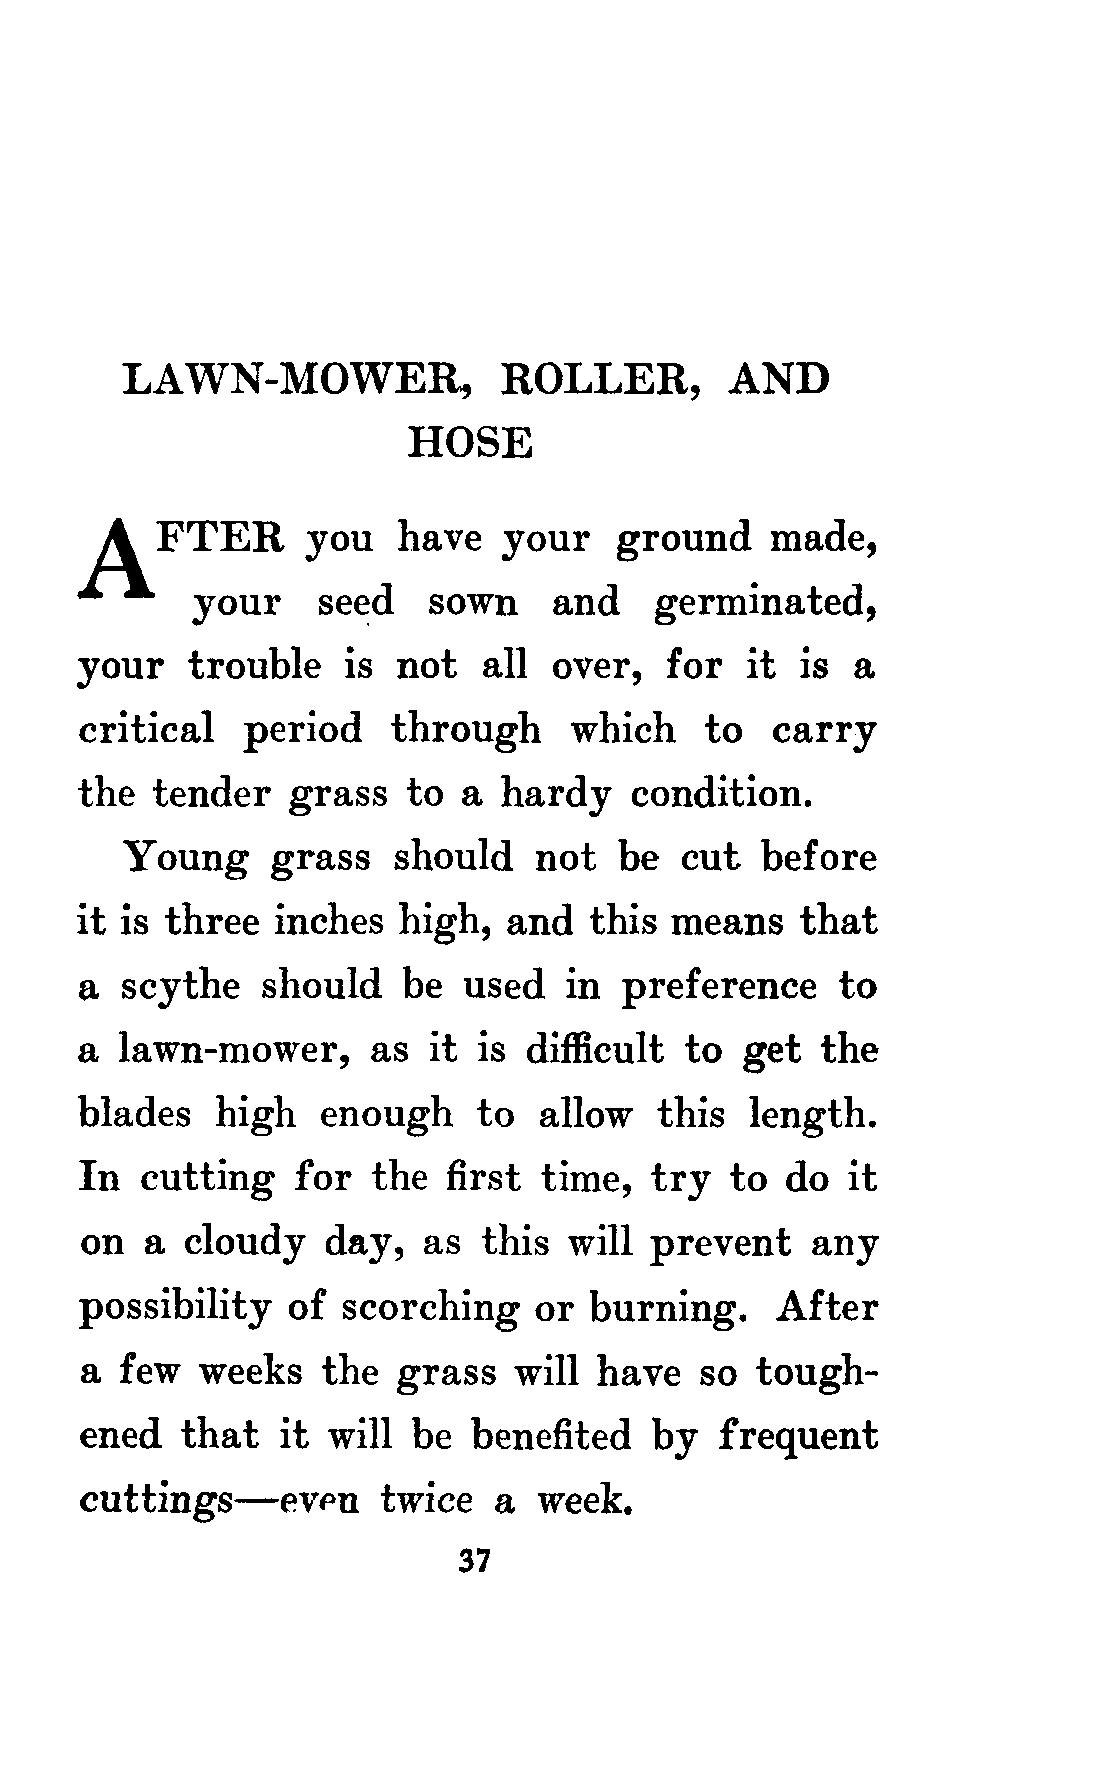 LAWN-MOWER, ROLLER, AND
HOSE
AFTER you have your ground made,
your seed sown and germinated,
your trouble is not all over, for it is a
critical period through which to carry
the tender grass to a hardy condition.
Young grass should not be cut before
it is three inches high, and this means that
a scythe should be used in preference to
a lawn-mower, as it is difficult to get the
blades high enough to allow this length.
In cutting for the first time, try to do it
on a cloudy day, as this will prevent any
possibility of scorching or burning. After
a few weeks the grass will have so tough-
ened that it will be benefited by frequent
cuttings—even twice a week.
37